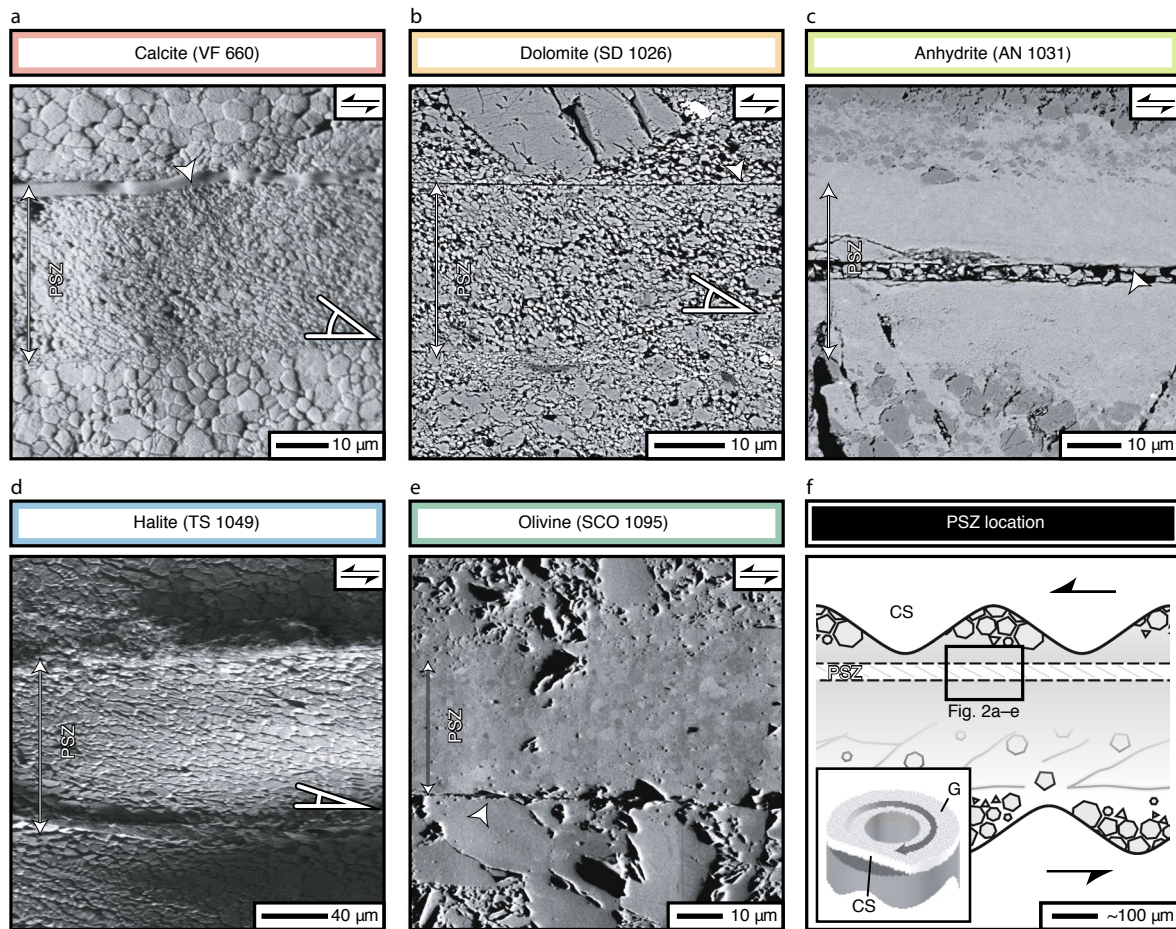 a
Calcite (VF 660)
PSZ
10 µm
b
Dolomite (SD 1026)
PSZ
10 µm
c
Anhydrite (AN 1031)
PSZ
10 µm
d
Halite (TS 1049)
PSZ
40 µm
e
Olivine (SCO 1095)
PSZ
10 µm
f
PSZ location
CS
PSZ
Fig. 2a–e
G
CS
~100 µm